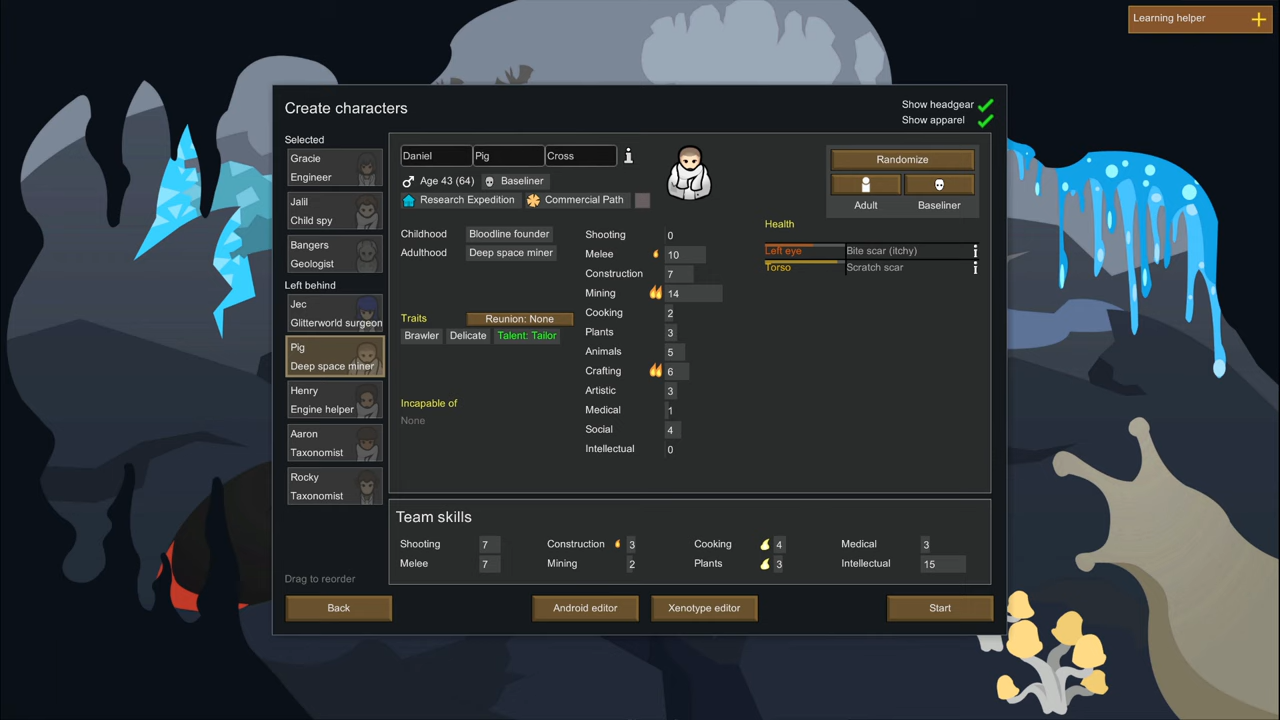 Learning helper
Create characters
Show headgear
Show apparel
Selected
Gracie
Engineer
Jalil
Child spy
Bangers
Geologist
Left behind
Jec
Glitterworld surgeon
Pig
Deep space miner
Henry
Engine helper
Aaron
Taxonomist
Rocky
Taxonomist
Drag to reorder
Daniel Pig Cross
Age 43 (64) Baseliner
Research Expedition Commercial Path
Childhood Bloodline founder
Adulthood Deep space miner
Traits Reunion: None
Brawler Delicate Talent: Tailor
Incapable of
None
Shooting 0
Melee 10
Construction 7
Mining 14
Cooking 2
Plants 3
Animals 5
Crafting 6
Artistic 3
Medical 1
Social 4
Intellectual 0
Randomize
Adult Baseliner
Health
Left eye Bite scar (itchy)
Torso Scratch scar
Team skills
Shooting 7 Construction 3 Cooking 4 Medical 3
Melee 7 Mining 2 Plants 3 Intellectual 15
Back Android editor Xenotype editor Start